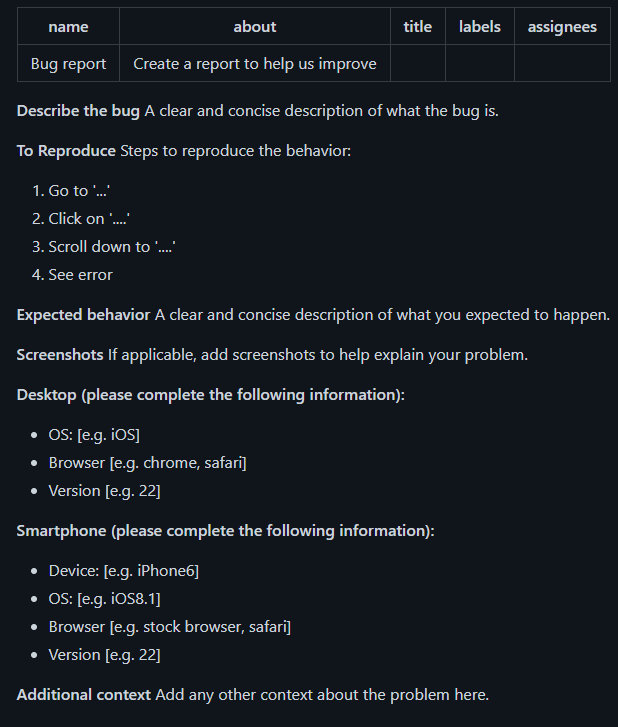 name about title labels assignees
Bug report Create a report to help us improve
Describe the bug A clear and concise description of what the bug is.
To Reproduce Steps to reproduce the behavior:
1. Go to '...'
2. Click on '....'
3. Scroll down to '....'
4. See error
Expected behavior A clear and concise description of what you expected to happen.
Screenshots If applicable, add screenshots to help explain your problem.
Desktop (please complete the following information):
• OS: [e.g. iOS]
• Browser [e.g. chrome, safari]
• Version [e.g. 22]
Smartphone (please complete the following information):
• Device: [e.g. iPhone6]
• OS: [e.g. iOS8.1]
• Browser [e.g. stock browser, safari]
• Version [e.g. 22]
Additional context Add any other context about the problem here.